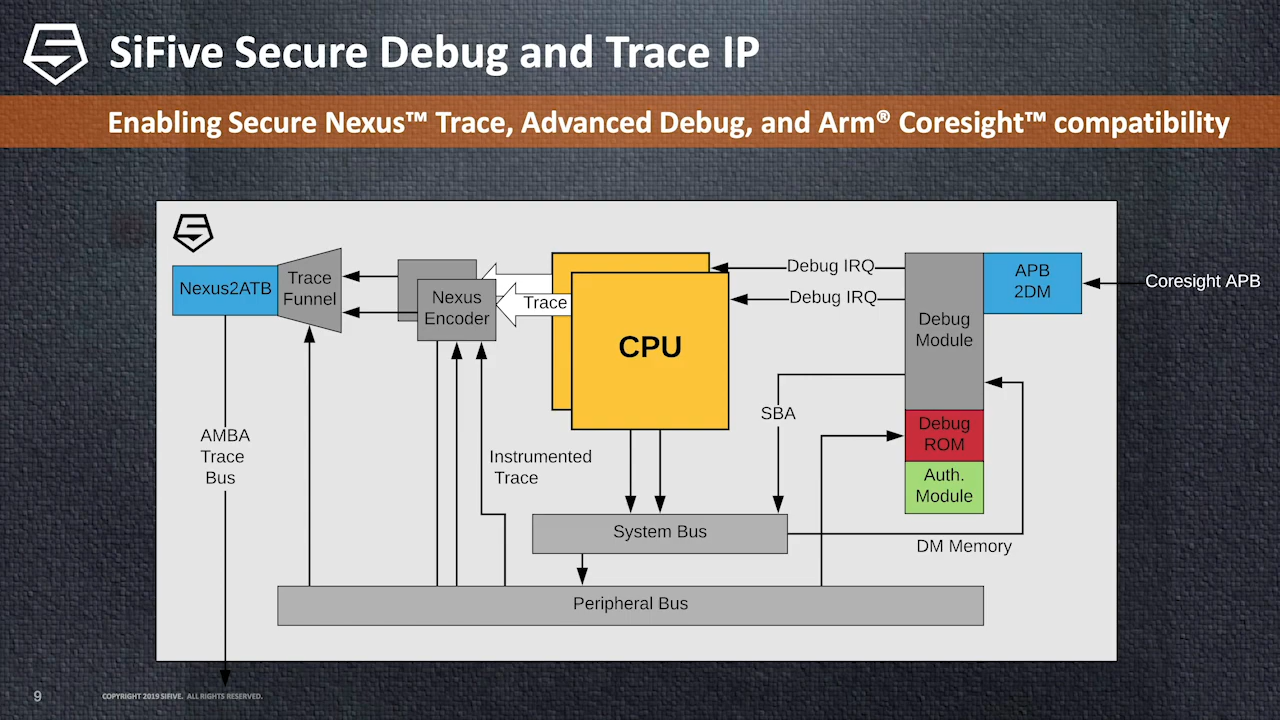 SiFive Secure Debug and Trace IP
Enabling Secure Nexus™ Trace, Advanced Debug, and Arm® Coresight™ compatibility
Nexus2ATB
Trace
Funnel
Nexus
Encoder
Trace
CPU
Debug IRQ
Debug IRQ
Debug
Module
APB
2DM
Coresight APB
SBA
Debug
ROM
Auth.
Module
AMBA
Trace
Bus
Instrumented
Trace
System Bus
DM Memory
Peripheral Bus
9
COPYRIGHT 2019 SIFIVE. ALL RIGHTS RESERVED.